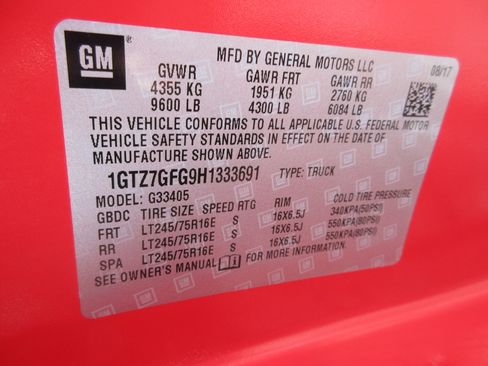 GM
MFD BY GENERAL MOTORS LLC
08/17
GVWR GAWR FRT GAWR RR
4355 KG 1951 KG 2760 KG
9600 LB 4300 LB 6084 LB
THIS VEHICLE CONFORMS TO ALL APPLICABLE U.S. FEDERAL MOTOR
VEHICLE SAFETY STANDARDS IN EFFECT ON THE DATE OF
MANUFACTURE SHOWN ABOVE.
1GTZ7GFG9H1333691 TYPE: TRUCK
MODEL: G33405
GBDC TIRE SIZE SPEED RTG RIM COLD TIRE PRESSURE
FRT LT245/75R16E S 16X6.5J 340KPA(50PSI)
RR LT245/75R16E S 16X6.5J 550KPA(80PSI)
SPA LT245/75R16E S 16X6.5J 550KPA(80PSI)
SEE OWNER'S MANUAL FOR MORE INFORMATION.